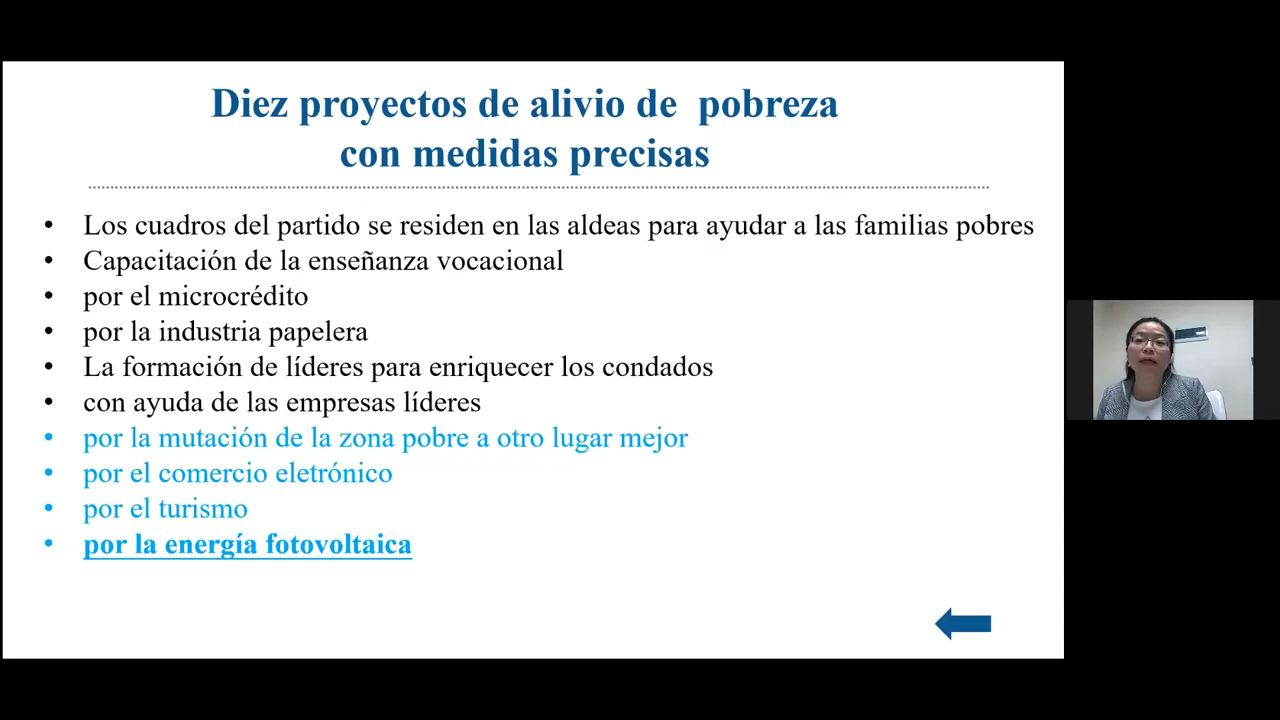 Diez proyectos de alivio de pobreza
con medidas precisas
• Los cuadros del partido se residen en las aldeas para ayudar a las familias pobres
• Capacitación de la enseñanza vocacional
• por el microcrédito
• por la industria papelera
• La formación de líderes para enriquecer los condados
• con ayuda de las empresas líderes
• por la mutación de la zona pobre a otro lugar mejor
• por el comercio eletrónico
• por el turismo
• por la energía fotovoltaica